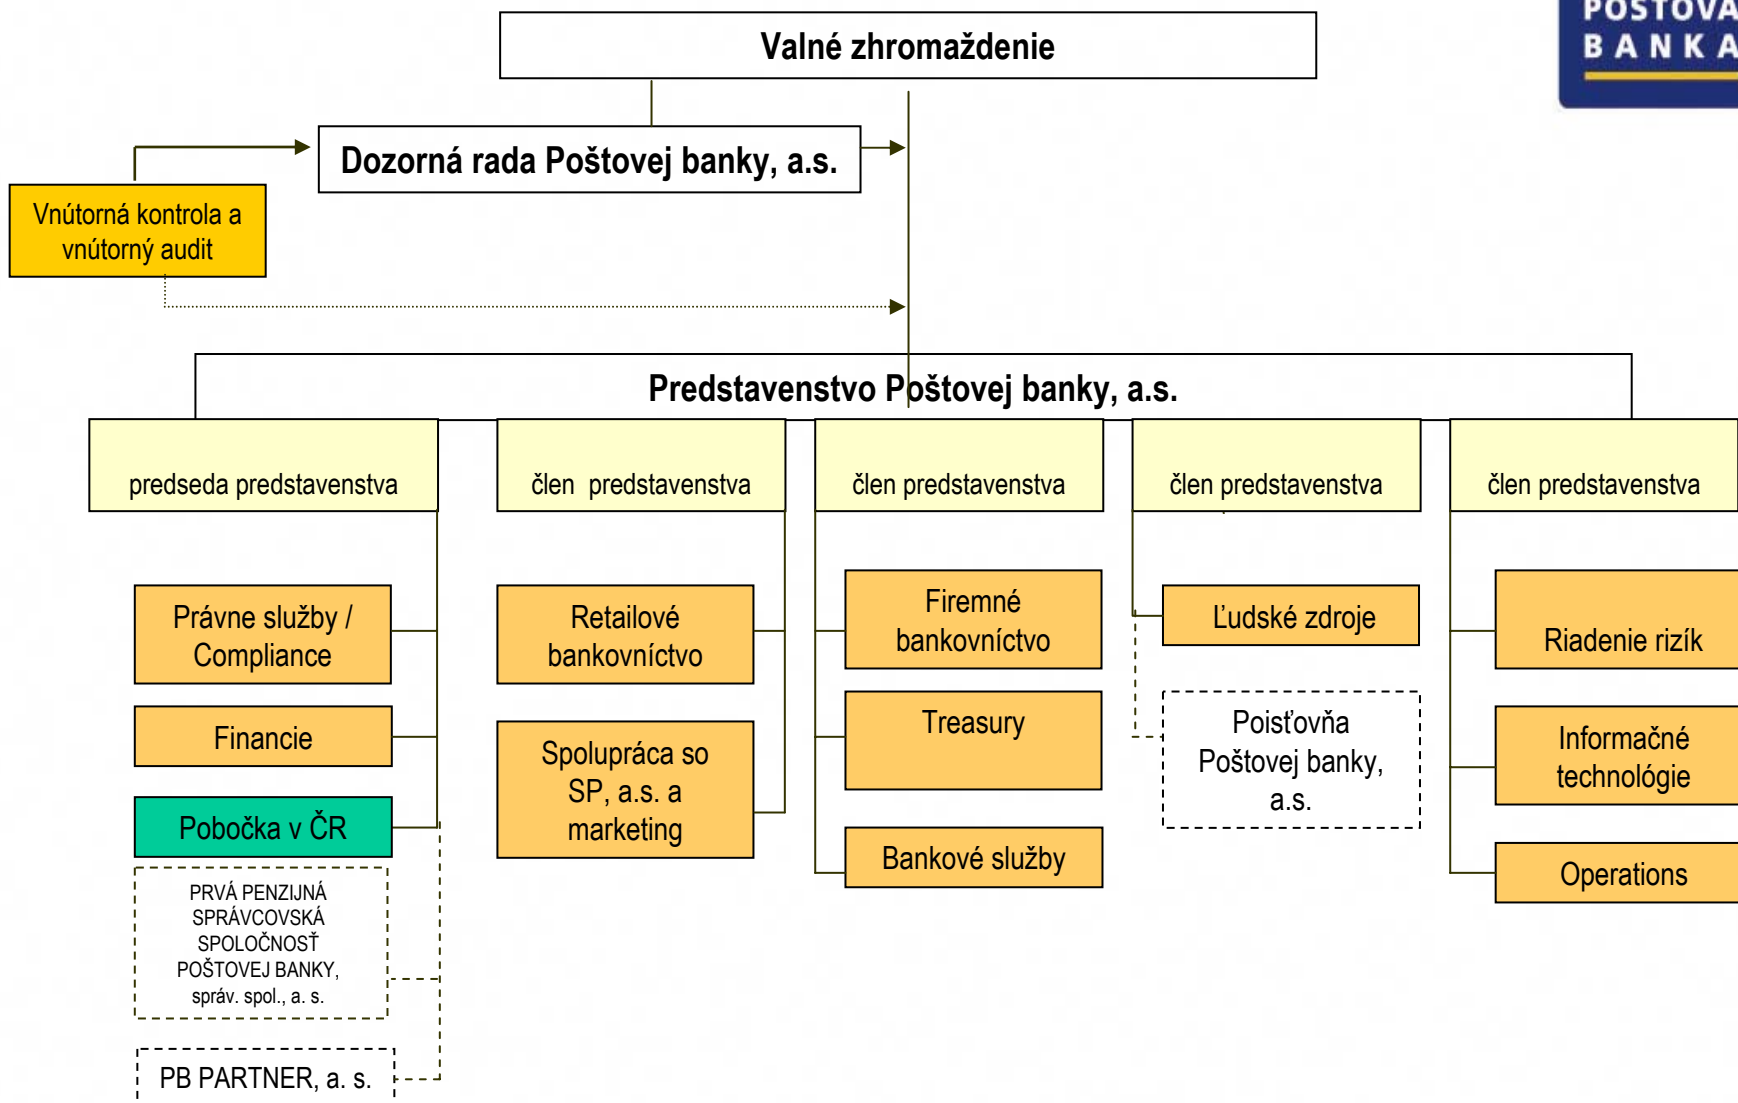 POSTOVA
BANKA
Valné zhromaždenie
Dozorná rada Poštovej banky, a.s.
Vnútorná kontrola a
vnútorný audit
Predstavenstvo Poštovej banky, a.s.
predseda predstavenstva
člen predstavenstva
člen predstavenstva
člen predstavenstva
člen predstavenstva
Právne služby /
Compliance
Financie
Pobočka v ČR
PRVÁ PENZIJNÁ
SPRÁVCOVSKÁ
SPOLOČNOSŤ
POŠTOVEJ BANKY,
správ. spol., a. s.
PB PARTNER, a. s.
Retailové
bankovníctvo
Spolupráca so
SP, a.s. a
marketing
Firemné
bankovníctvo
Treasury
Bankové služby
Ľudské zdroje
Poisťovňa
Poštovej banky,
a.s.
Riadenie rizík
Informačné
technológie
Operations